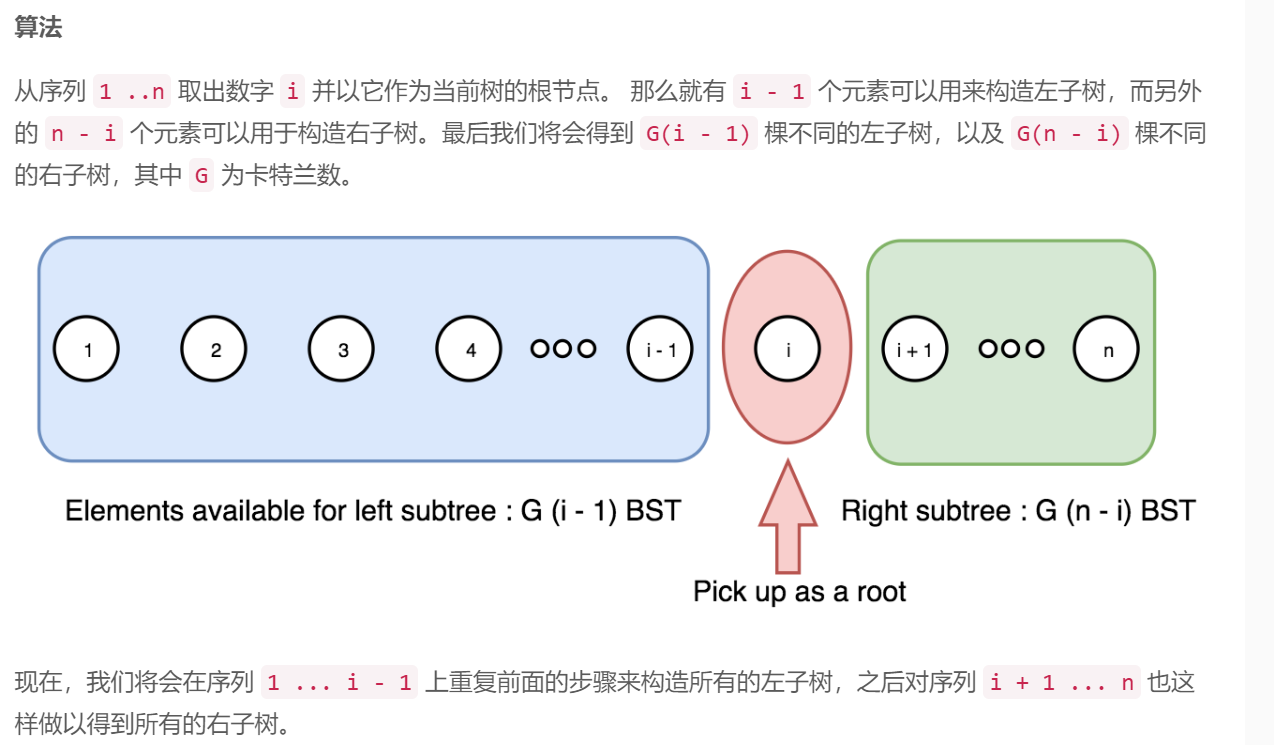 算法
从序列 1 ..n 取出数字 i 并以它作为当前树的根节点。 那么就有 i - 1 个元素可以用来构造左子树，而另外
的 n - i 个元素可以用于构造右子树。最后我们将会得到 G(i - 1) 棵不同的左子树，以及 G(n - i) 棵不同
的右子树，其中 G 为卡特兰数。
1 2 3 4 i - 1 i i + 1 n
Elements available for left subtree : G (i - 1) BST
Right subtree : G (n - i) BST
Pick up as a root
现在，我们将会在序列 1 ... i - 1 上重复前面的步骤来构造所有的左子树，之后对序列 i + 1 ... n 也这
样做以得到所有的右子树。